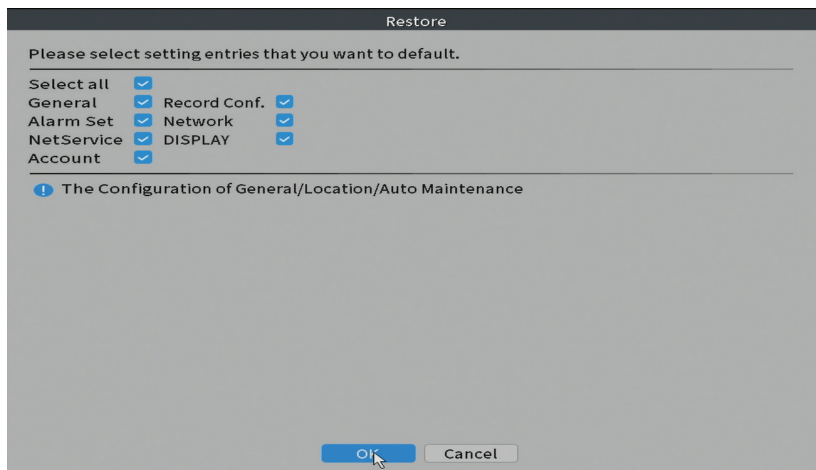 Restore
Please select setting entries that you want to default.
Select all
General Record Conf.
Alarm Set Network
NetService DISPLAY
Account
! The Configuration of General/Location/Auto Maintenance
OK Cancel